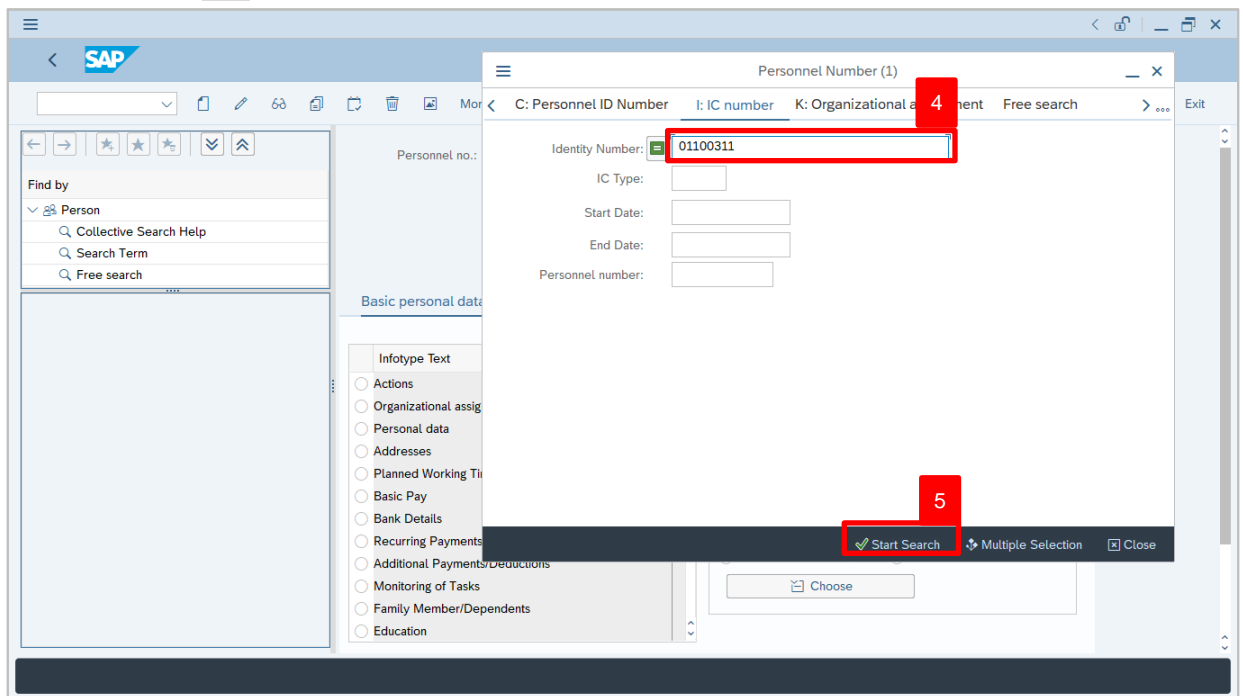 SAP
Personnel Number (1)
Mor
C: Personnel ID Number
I: IC number
K: Organizational a
4
ment
Free search
Exit
Personnel no.:
Identity Number:
01100311
IC Type:
Start Date:
End Date:
Personnel number:
Find by
Person
Collective Search Help
Search Term
Free search
Basic personal data
Infotype Text
Actions
Organizational assig
Personal data
Addresses
Planned Working Ti
Basic Pay
Bank Details
Recurring Payments
Additional Payments/Deductions
Monitoring of Tasks
Family Member/Dependents
Education
5
Start Search
Multiple Selection
Close
Choose